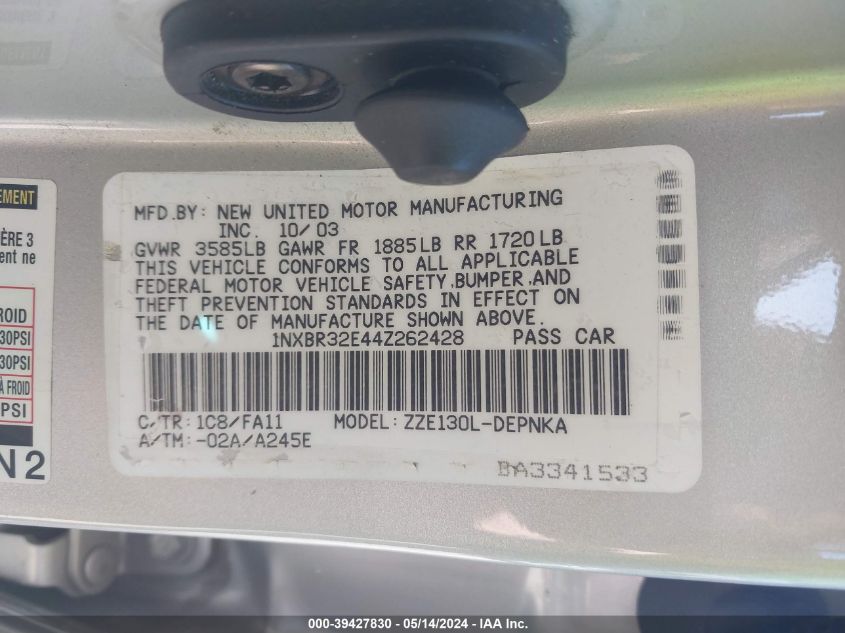 MFD.BY: NEW UNITED MOTOR MANUFACTURING
INC. 10/03
GVWR 3585LB GAWR FR 1885LB RR 1720LB
THIS VEHICLE CONFORMS TO ALL APPLICABLE
FEDERAL MOTOR VEHICLE SAFETY,BUMPER,AND
THEFT PREVENTION STANDARDS IN EFFECT ON
THE DATE OF MANUFACTURE SHOWN ABOVE.
1NXBR32E44Z262428 PASS CAR
C/TR: 1C8/FA11 MODEL: ZZE130L-DEPNKA
A/TM: -02A/A245E
BA3341533
EMENT
IÈRE 3
ent ne
ROID
30PSI
30PSI
À FROID
PSI
N2
000-39427830 / 05/14/2024 / IAA Inc.